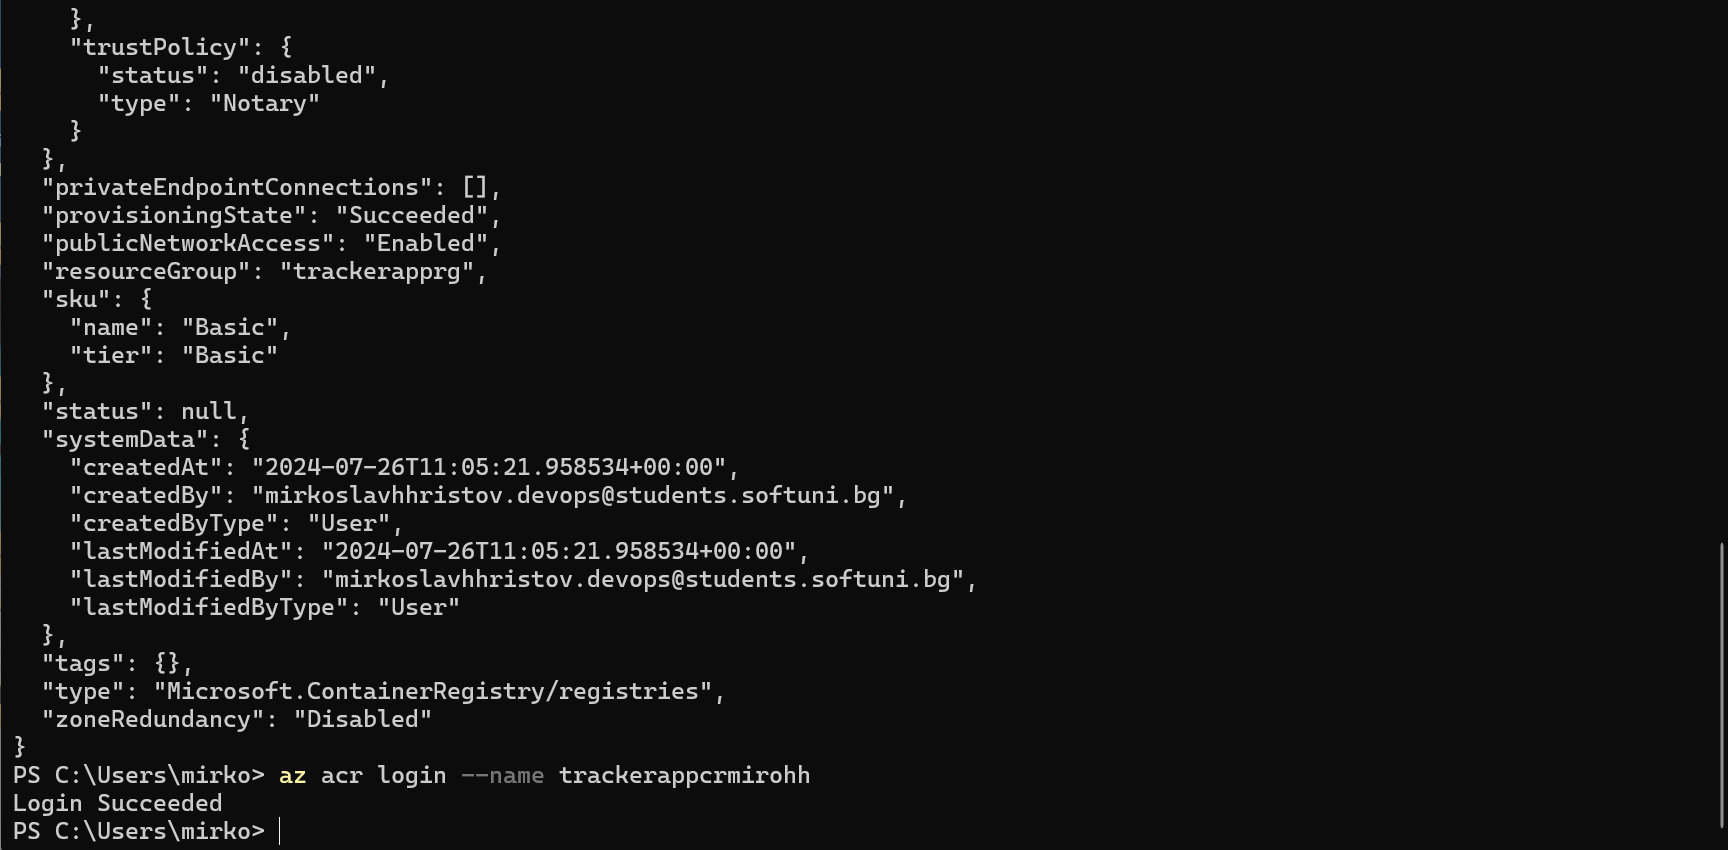 },
    "trustPolicy": {
      "status": "disabled",
      "type": "Notary"
    }
  },
  "privateEndpointConnections": [],
  "provisioningState": "Succeeded",
  "publicNetworkAccess": "Enabled",
  "resourceGroup": "trackerapprg",
  "sku": {
    "name": "Basic",
    "tier": "Basic"
  },
  "status": null,
  "systemData": {
    "createdAt": "2024-07-26T11:05:21.958534+00:00",
    "createdBy": "mirkoslavhhristov.devops@students.softuni.bg",
    "createdByType": "User",
    "lastModifiedAt": "2024-07-26T11:05:21.958534+00:00",
    "lastModifiedBy": "mirkoslavhhristov.devops@students.softuni.bg",
    "lastModifiedByType": "User"
  },
  "tags": {},
  "type": "Microsoft.ContainerRegistry/registries",
  "zoneRedundancy": "Disabled"
}
PS C:\Users\mirko> az acr login --name trackerappcrmirohh
Login Succeeded
PS C:\Users\mirko>